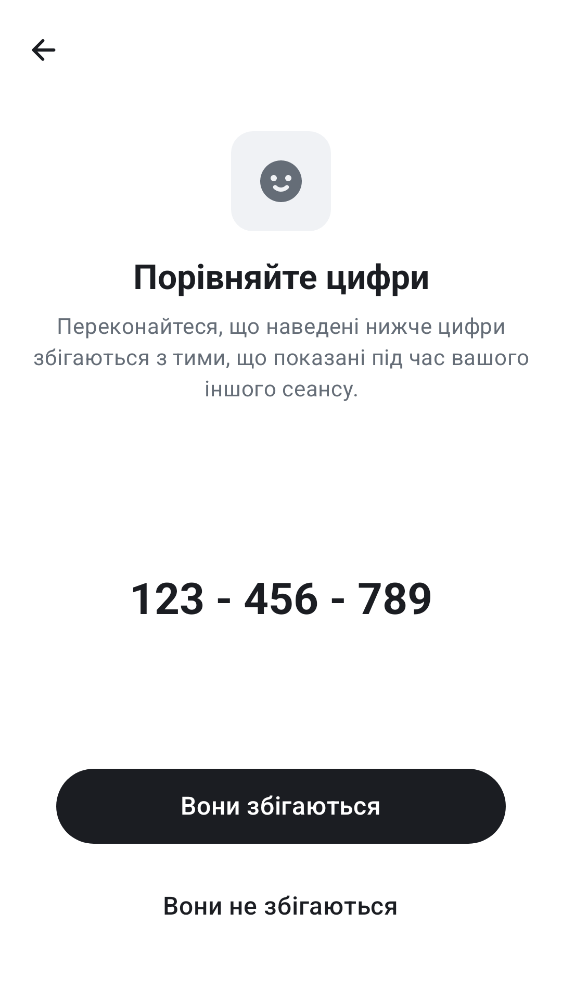 Порівняйте цифри
Переконайтеся, що наведені нижче цифри
збігаються з тими, що показані під час вашого
іншого сеансу.
123 - 456 - 789
Вони збігаються
Вони не збігаються